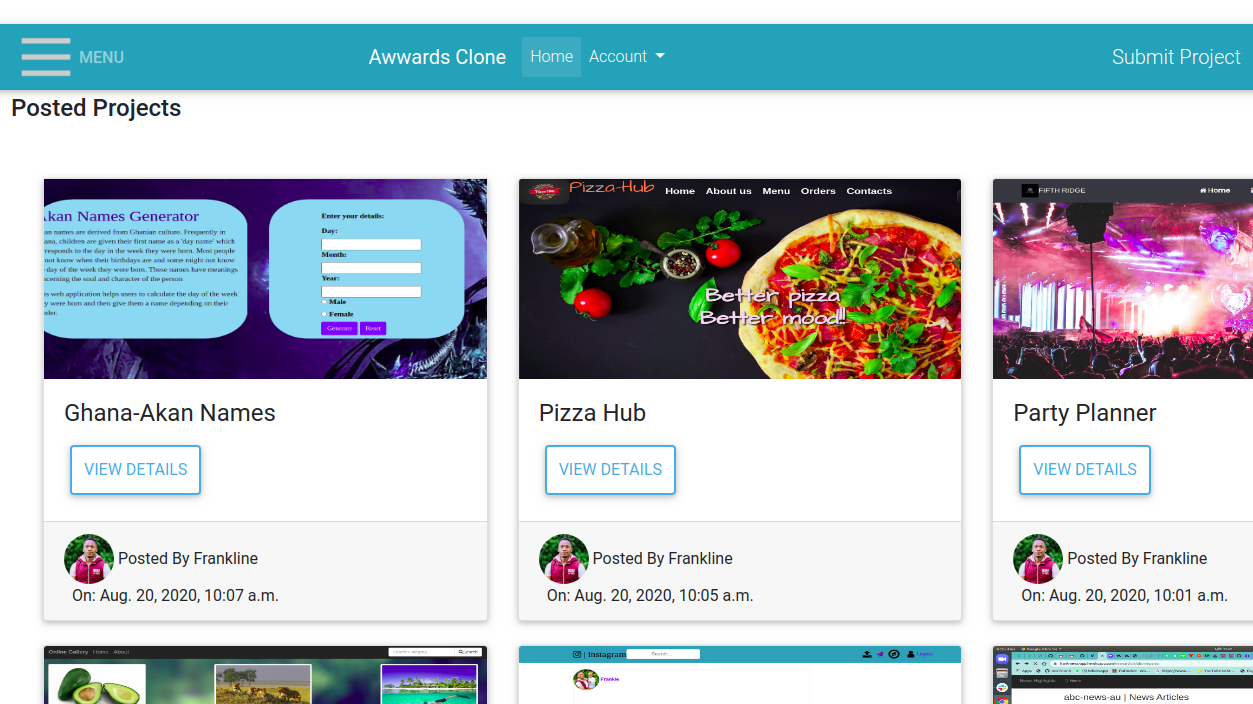 MENU
Awwards Clone
Home
Account
Submit Project
Posted Projects
Akan Names Generator
names are derived from Ghanian culture. Frequently in
children are given their first name as a 'day name' which
to the day in the week they were born. Most people
not know when their birthdays are and some might not know
day of the week they were born. These names have meanings
the soul and character of the person
web application helps users to calculate the day of the week
were born and then give them a name depending on their
Enter your details:
Day:
Month:
Year:
Male
Female
Generate
Reset
Pizza-Hub
Home
About us
Menu
Orders
Contacts
Better pizza
Better mood!!
FIFTH RIDGE
Home
Ghana-Akan Names
Pizza Hub
Party Planner
VIEW DETAILS
VIEW DETAILS
VIEW DETAILS
Posted By Frankline
On: Aug. 20, 2020, 10:07 a.m.
Posted By Frankline
On: Aug. 20, 2020, 10:05 a.m.
Posted By Frankline
On: Aug. 20, 2020, 10:01 a.m.
Online Gallery
Home
About
Search Category
Search
| Instagram
Search...
Logout
Frankie
News Highlights
Home
abc-news-au | News Articles